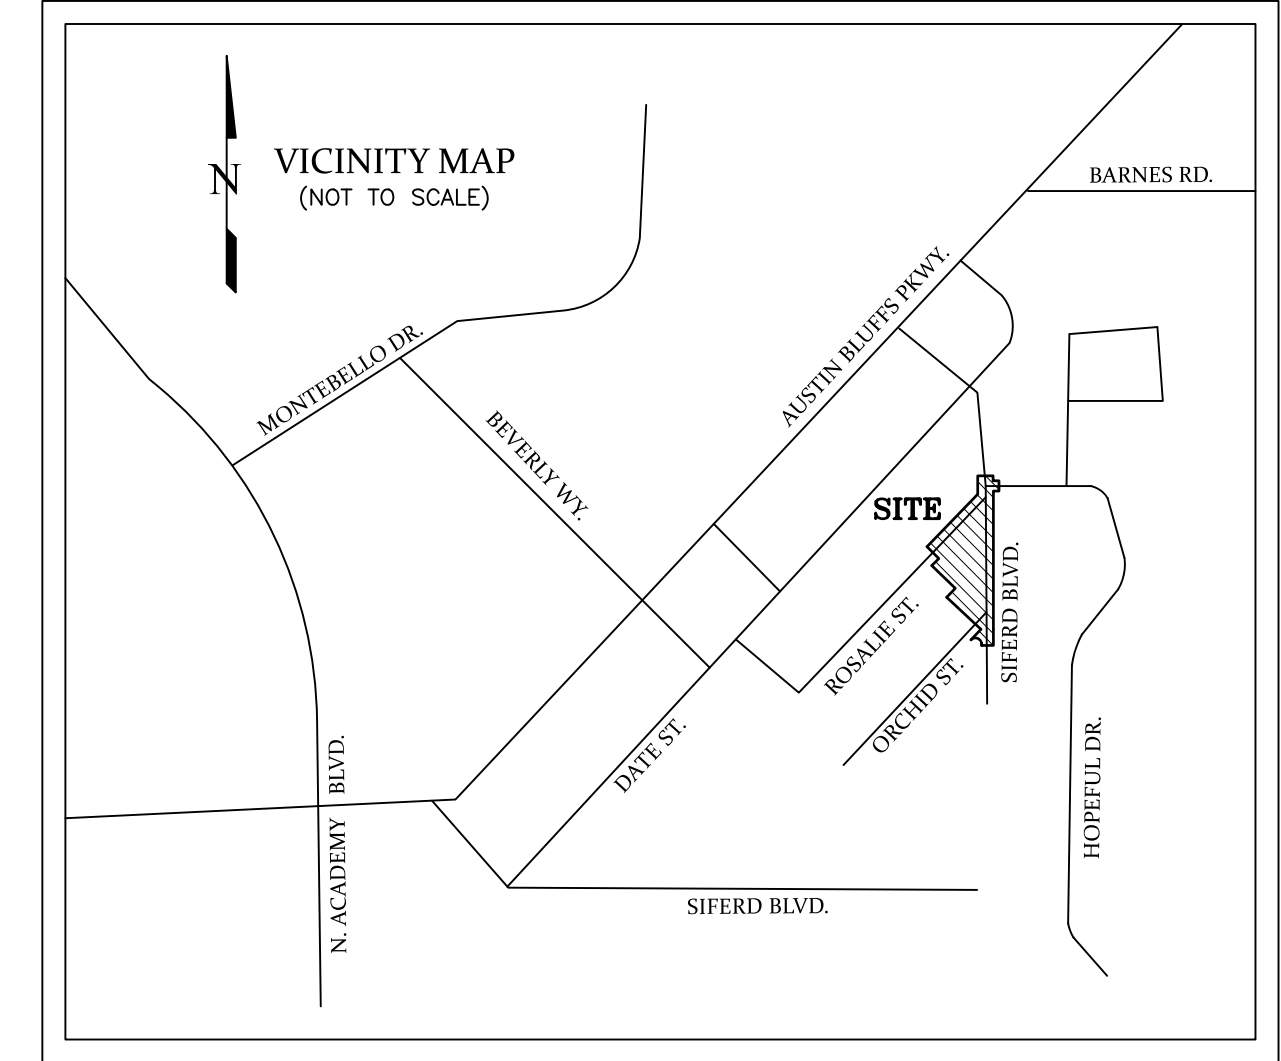 VICINITY MAP
N
(NOT TO SCALE)
BARNES RD.
AUSTIN BLUFFS PKWY.
MONTEBELLO DR.
BEVERLY WY.
SITE
SIFERD BLVD.
ROSALIE ST.
ORCHID ST.
DATE ST.
HOPEFUL DR.
N. ACADEMY BLVD.
SIFERD BLVD.